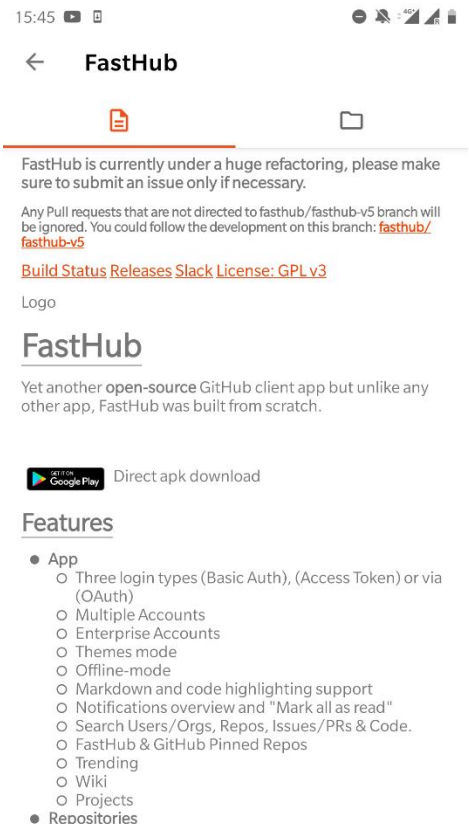 15:45
4G+
R
FastHub
FastHub is currently under a huge refactoring, please make
sure to submit an issue only if necessary.
Any Pull requests that are not directed to fasthub/fasthub-v5 branch will
be ignored. You could follow the development on this branch: fasthub/
fasthub-v5
Build Status Releases Slack License: GPL v3
Logo
FastHub
Yet another open-source GitHub client app but unlike any
other app, FastHub was built from scratch.
GET IT ON
Google Play
Direct apk download
Features
● App
○ Three login types (Basic Auth), (Access Token) or via
(OAuth)
○ Multiple Accounts
○ Enterprise Accounts
○ Themes mode
○ Offline-mode
○ Markdown and code highlighting support
○ Notifications overview and "Mark all as read"
○ Search Users/Orgs, Repos, Issues/PRs & Code.
○ FastHub & GitHub Pinned Repos
○ Trending
○ Wiki
○ Projects
● Repositories